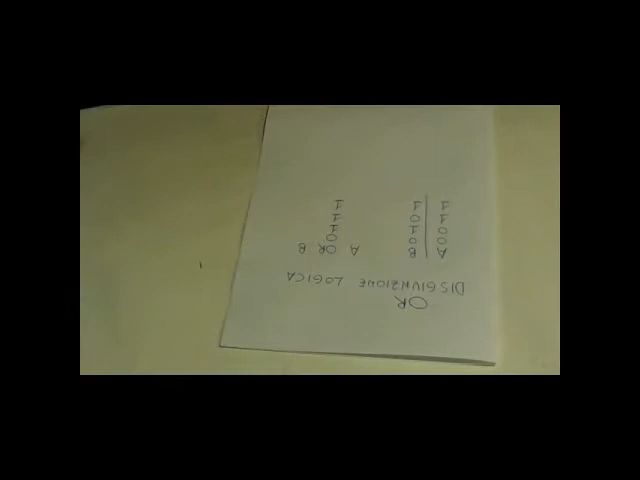 OR
DISGIUNZIONE LOGICA
A B A OR B
0 0 0
0 1 1
1 0 1
1 1 1